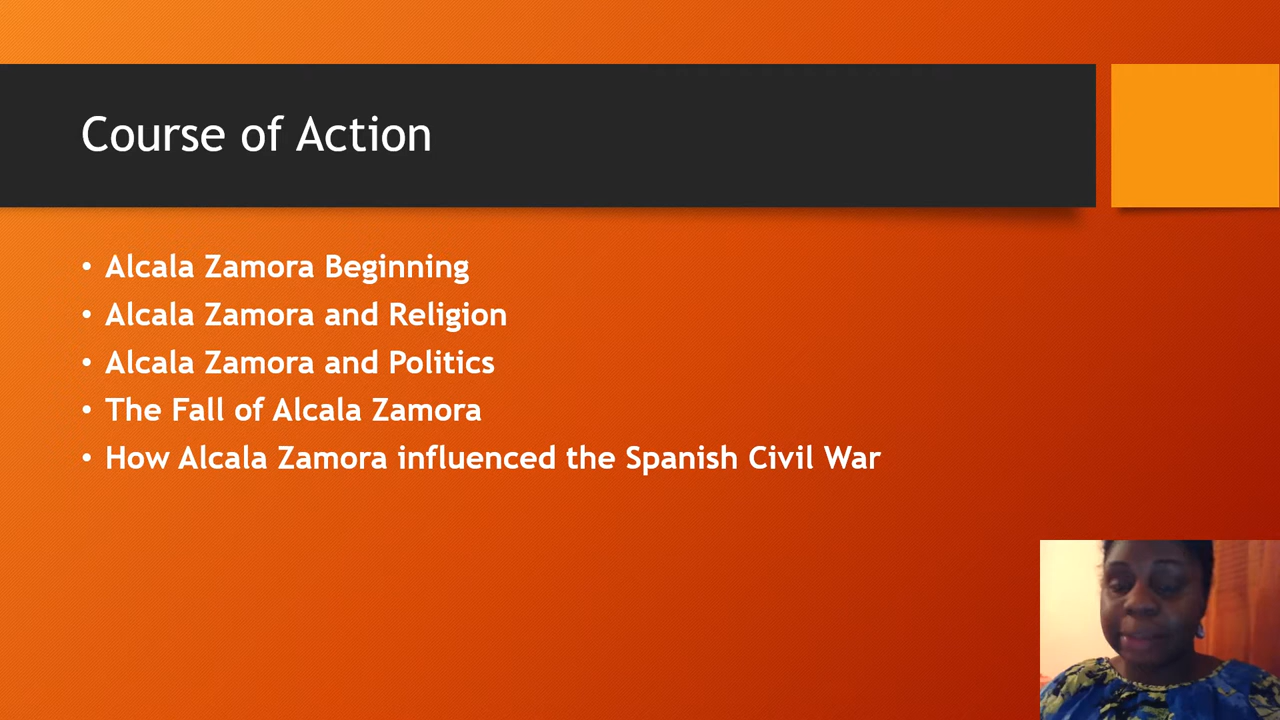 Course of Action
• Alcala Zamora Beginning
• Alcala Zamora and Religion
• Alcala Zamora and Politics
• The Fall of Alcala Zamora
• How Alcala Zamora influenced the Spanish Civil War